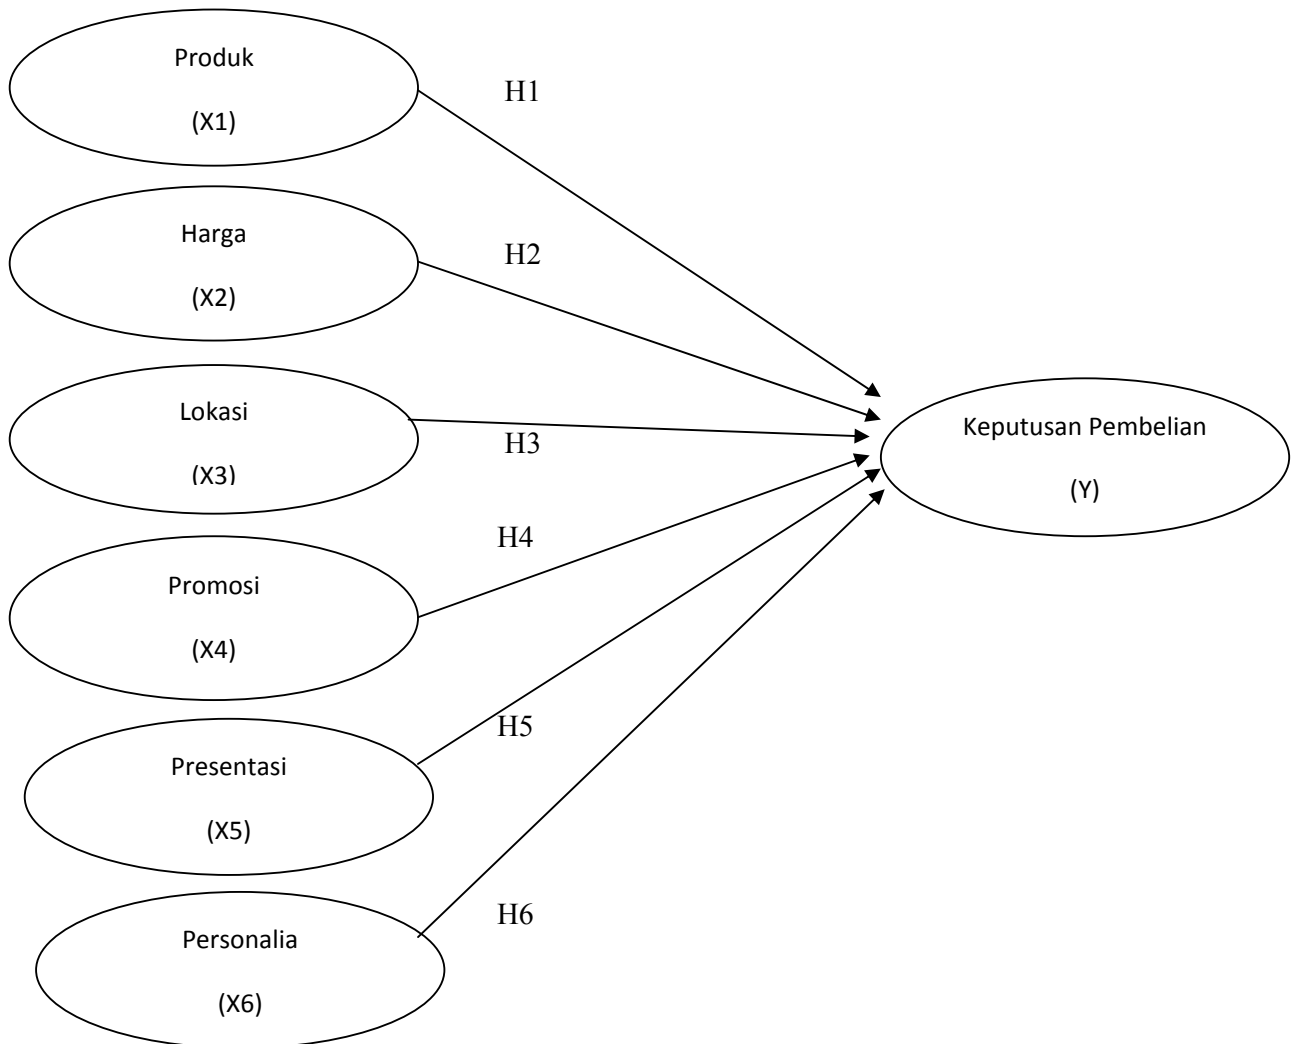 Produk
(X1)
H1
Harga
(X2)
H2
Lokasi
(X3)
H3
Keputusan Pembelian
(Y)
Promosi
(X4)
H4
Presentasi
(X5)
H5
Personalia
(X6)
H6